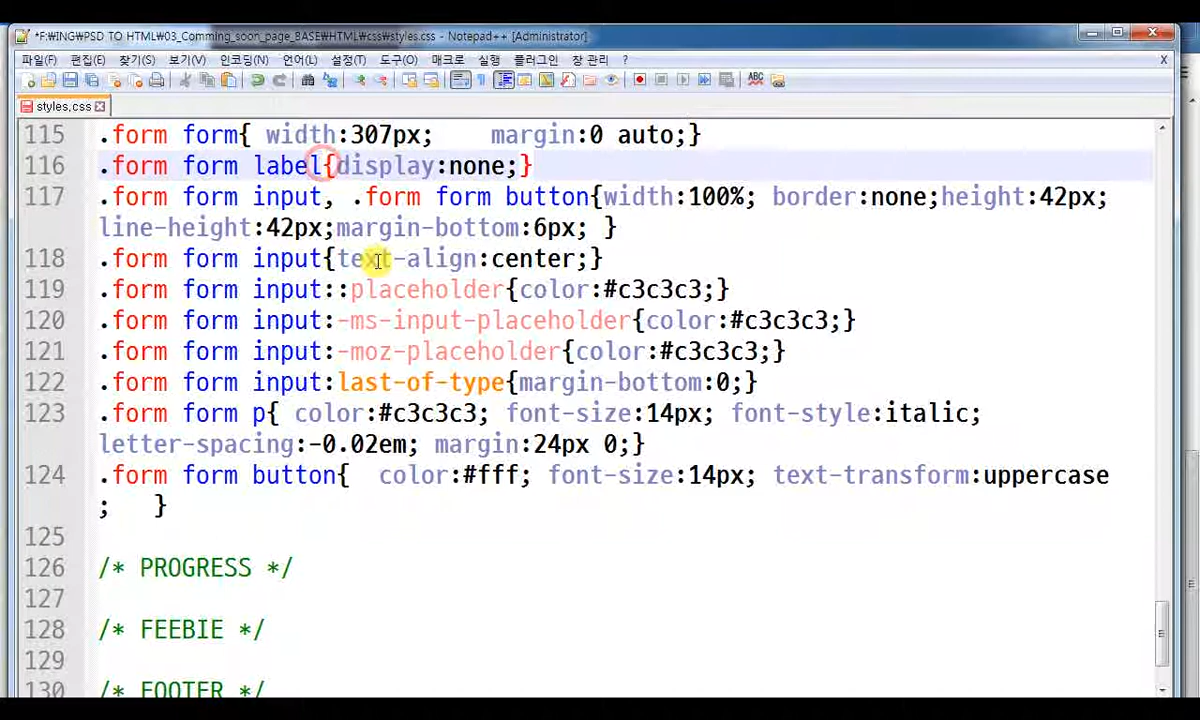 *F:₩ING₩PSD TO HTML₩03_Comming_soon_page_BASE₩HTML₩css₩styles.css - Notepad++ [Administrator]
파일(F) 편집(E) 찾기(S) 보기(V) 인코딩(N) 언어(L) 설정(T) 도구(O) 매크로 실행 플러그인 창 관리 ? X
styles.css
115 .form form{ width:307px; margin:0 auto;}
116 .form form label{display:none;}
117 .form form input, .form form button{width:100%; border:none;height:42px;
line-height:42px;margin-bottom:6px; }
118 .form form input{text-align:center;}
119 .form form input::placeholder{color:#c3c3c3;}
120 .form form input:-ms-input-placeholder{color:#c3c3c3;}
121 .form form input:-moz-placeholder{color:#c3c3c3;}
122 .form form input:last-of-type{margin-bottom:0;}
123 .form form p{ color:#c3c3c3; font-size:14px; font-style:italic;
letter-spacing:-0.02em; margin:24px 0;}
124 .form form button{ color:#fff; font-size:14px; text-transform:uppercase
; }
125
126 /* PROGRESS */
127
128 /* FEEBIE */
129
130 /* FOOTER */